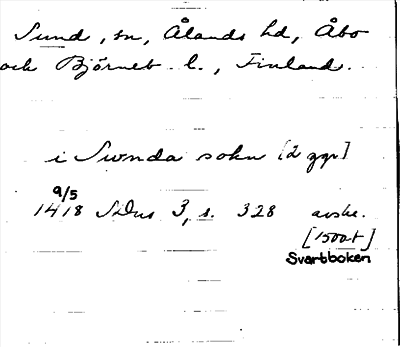 Sund, sn, Ålands hd, Åbo
och Björneb. l., Finland.
i Swnda sokn [2 ggr]
9/5
1418 SDns 3, s. 328 avskr.
[1500-t]
Svartboken